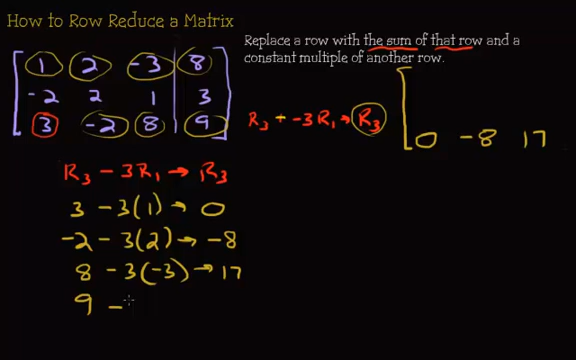 How to Row Reduce a Matrix
Replace a row with the sum of that row and a
constant multiple of another row.
1 2 -3 8
-2 2 1 3
3 -2 8 9
R3 + -3R1 → R3
0 -8 17
R3 - 3R1 → R3
3 - 3(1) → 0
-2 - 3(2) → -8
8 - 3(-3) → 17
9 -